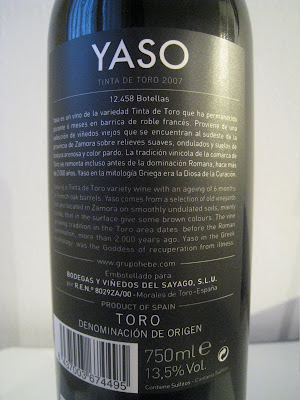 YASO
TINTA DE TORO 2007
12.458 Botellas
Yaso es un vino de la variedad Tinta de Toro que ha permanecido
durante 6 meses en barrica de roble francés. Proviene de una
selección de viñedos viejos que se encuentran al sudeste de la
provincia de Zamora sobre relieves suaves, ondulados y suelos de
arenosa y color pardo. La tradición vinícola de la comarca de
Toro se remonta incluso antes de la dominación Romana, hace más
de 2.000 años. Yaso en la mitología Griega era la Diosa de la Curación.
Yaso is a Tinta de Toro variety wine with an ageing of 6 months
in French oak barrels. Yaso comes from a selection of old vineyards
located in Zamora on smoothly undulated soils, mainly
that in the surface give some brown colours. The wine
tradition in the Toro area dates before the Roman
more than 2.000 years ago. Yaso in the Greek
was the Goddess of recuperation from illness.
www.grupohebe.com
Embotellado para
BODEGAS Y VIÑEDOS DEL SAYAGO, S.L.U.
por R.E.N.º 8029ZA/00 - Morales de Toro - España
PRODUCT OF SPAIN
TORO
DENOMINACIÓN DE ORIGEN
750ml e
13,5% Vol.
Contiene Sulfitos - Contains Sulfites
674495